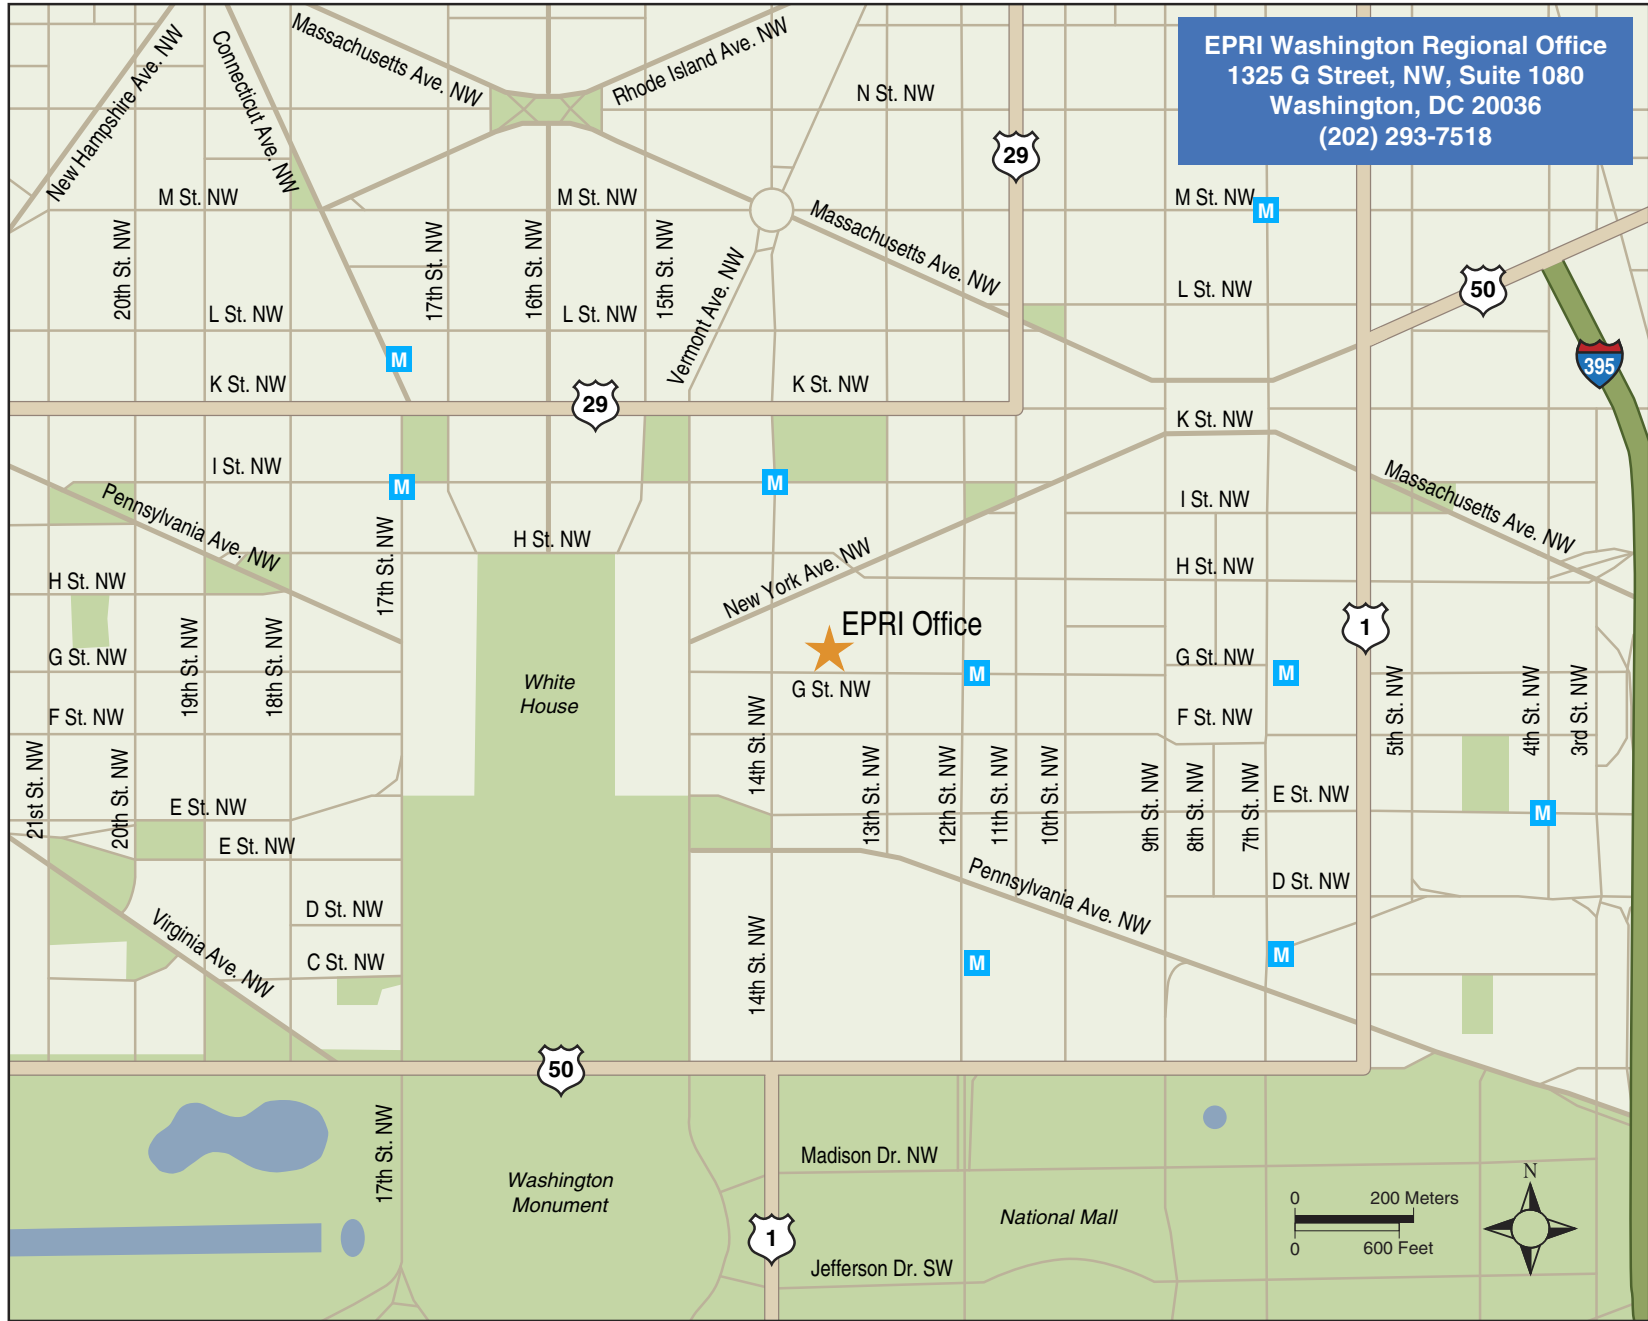 EPRI Washington Regional Office
1325 G Street, NW, Suite 1080
Washington, DC 20036
(202) 293-7518
New Hampshire Ave. NW
Connecticut Ave. NW
Massachusetts Ave. NW
Rhode Island Ave. NW
N St. NW
29
M St. NW
M St. NW
M St. NW
M
20th St. NW
17th St. NW
16th St. NW
15th St. NW
Vermont Ave. NW
Massachusetts Ave. NW
L St. NW
L St. NW
L St. NW
50
395
M
K St. NW
29
K St. NW
K St. NW
I St. NW
M
M
I St. NW
Massachusetts Ave. NW
Pennsylvania Ave. NW
17th St. NW
H St. NW
New York Ave. NW
H St. NW
H St. NW
EPRI Office
1
G St. NW
19th St. NW
18th St. NW
White
House
G St. NW
M
G St. NW
M
F St. NW
F St. NW
5th St. NW
4th St. NW
3rd St. NW
21st St. NW
20th St. NW
14th St. NW
13th St. NW
12th St. NW
11th St. NW
10th St. NW
9th St. NW
8th St. NW
7th St. NW
E St. NW
E St. NW
M
E St. NW
D St. NW
Pennsylvania Ave. NW
D St. NW
Virginia Ave. NW
C St. NW
14th St. NW
M
M
50
17th St. NW
Washington
Monument
Madison Dr. NW
National Mall
1
Jefferson Dr. SW
0 200 Meters
0 600 Feet
N